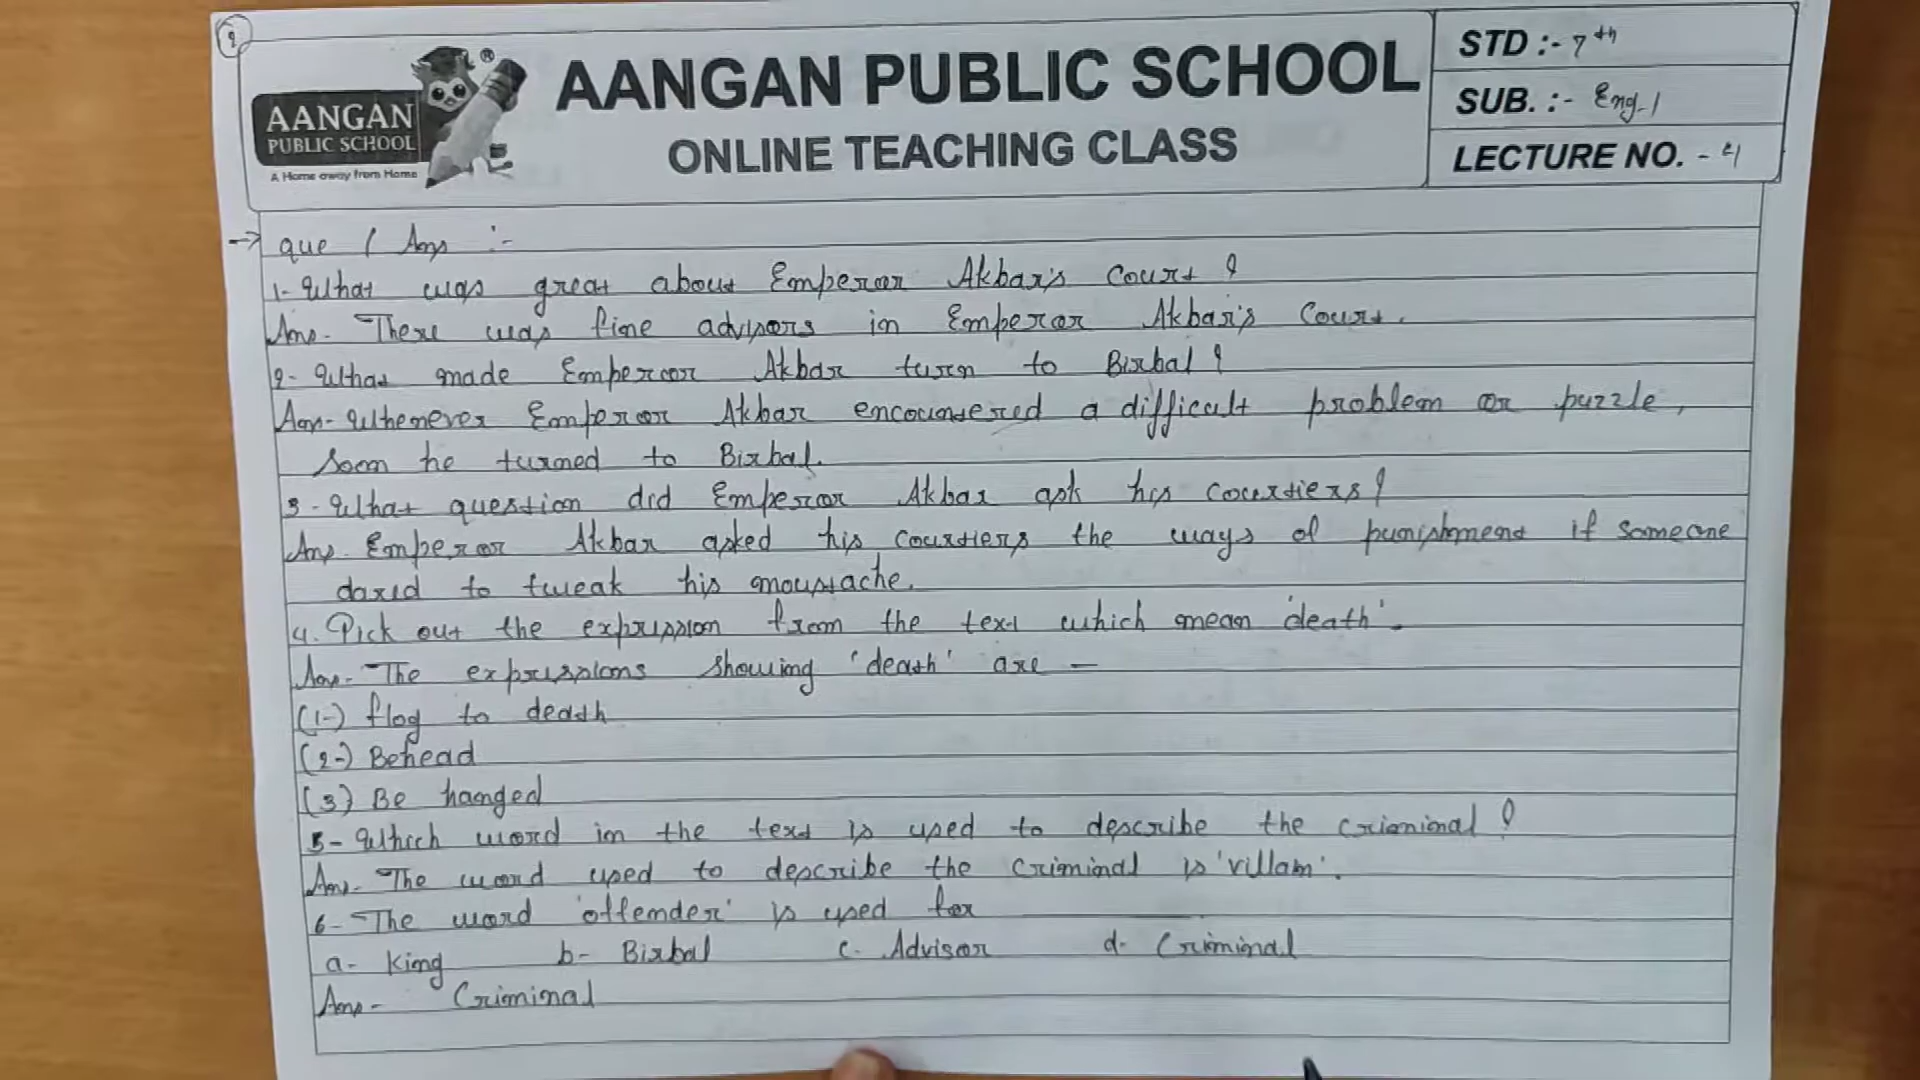 9
AANGAN
PUBLIC SCHOOL
A Home away from Home
®
AANGAN PUBLIC SCHOOL
ONLINE TEACHING CLASS
STD :- 7th
SUB. :- Eng-1
LECTURE NO. - 4
→ que / Ans :-
1- What was great about Emperor Akbar's Court?
Ans- There was fine advisors in Emperor Akbar's Court.
2- What made Emperor Akbar turn to Birbal?
Ans- Whenever Emperor Akbar encountered a difficult problem or puzzle,
soon he turned to Birbal.
3- What question did Emperor Akbar ask his courtiers?
Ans. Emperor Akbar asked his courtiers the ways of punishment if someone
dared to tweak his moustache.
4. Pick out the expression from the text which mean 'death'.
Ans- The expressions showing 'death' are —
(1-) flog to death
(2-) Behead
(3) Be hanged
5- Which word in the text is used to describe the criminal?
Ans- The word used to describe the criminal is 'villain'.
6- The word 'offender' is used for ______
a- King b- Birbal c- Advisor d- Criminal
Ans- Criminal